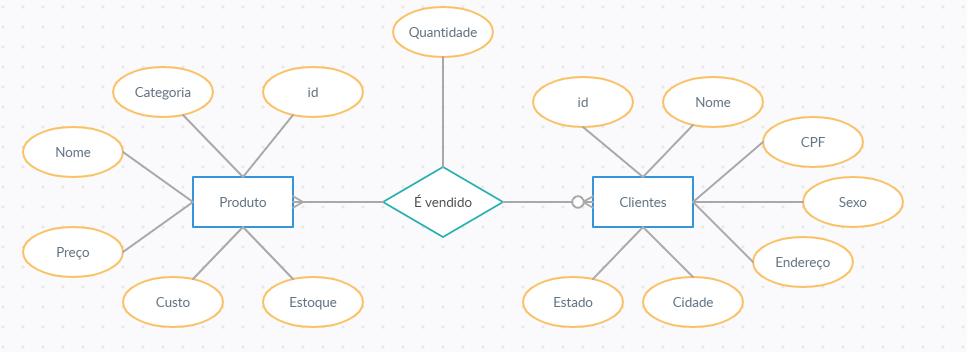 Quantidade
Categoria
id
id
Nome
CPF
Nome
Produto
É vendido
Clientes
Sexo
Preço
Endereço
Custo
Estoque
Estado
Cidade